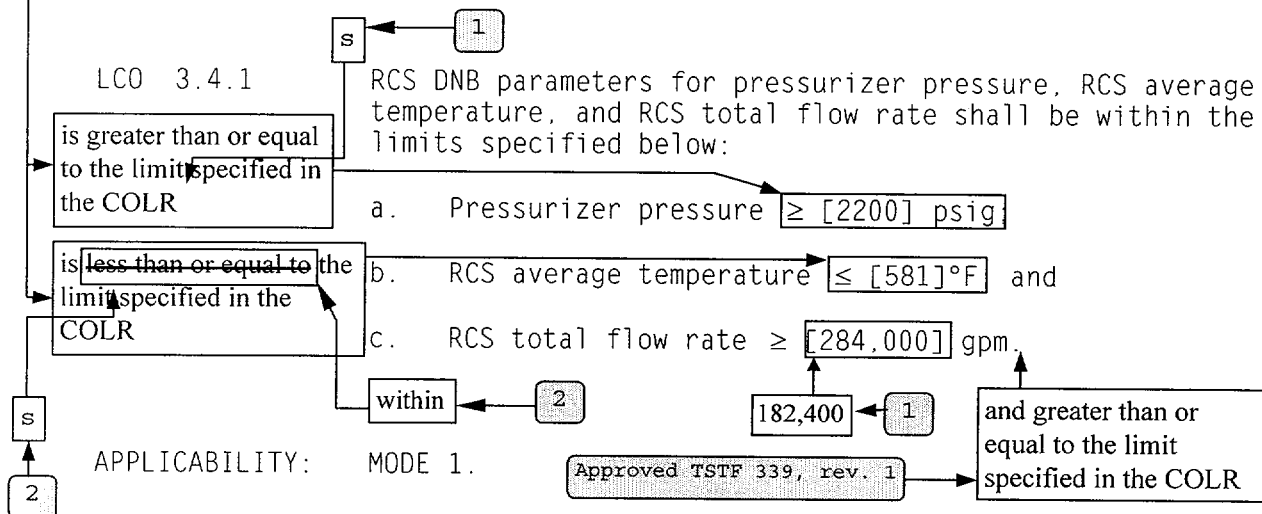 s
1
LCO 3.4.1
RCS DNB parameters for pressurizer pressure, RCS average
temperature, and RCS total flow rate shall be within the
limits specified below:
is greater than or equal
to the limit specified in
the COLR
a. Pressurizer pressure ≥ [2200] psig
is less than or equal to the
limit specified in the
COLR
b. RCS average temperature ≤ [581]°F and
c. RCS total flow rate ≥ [284,000] gpm.
within
2
182,400
1
and greater than or
equal to the limit
specified in the COLR
s
2
APPLICABILITY: MODE 1.
Approved TSTF 339, rev. 1